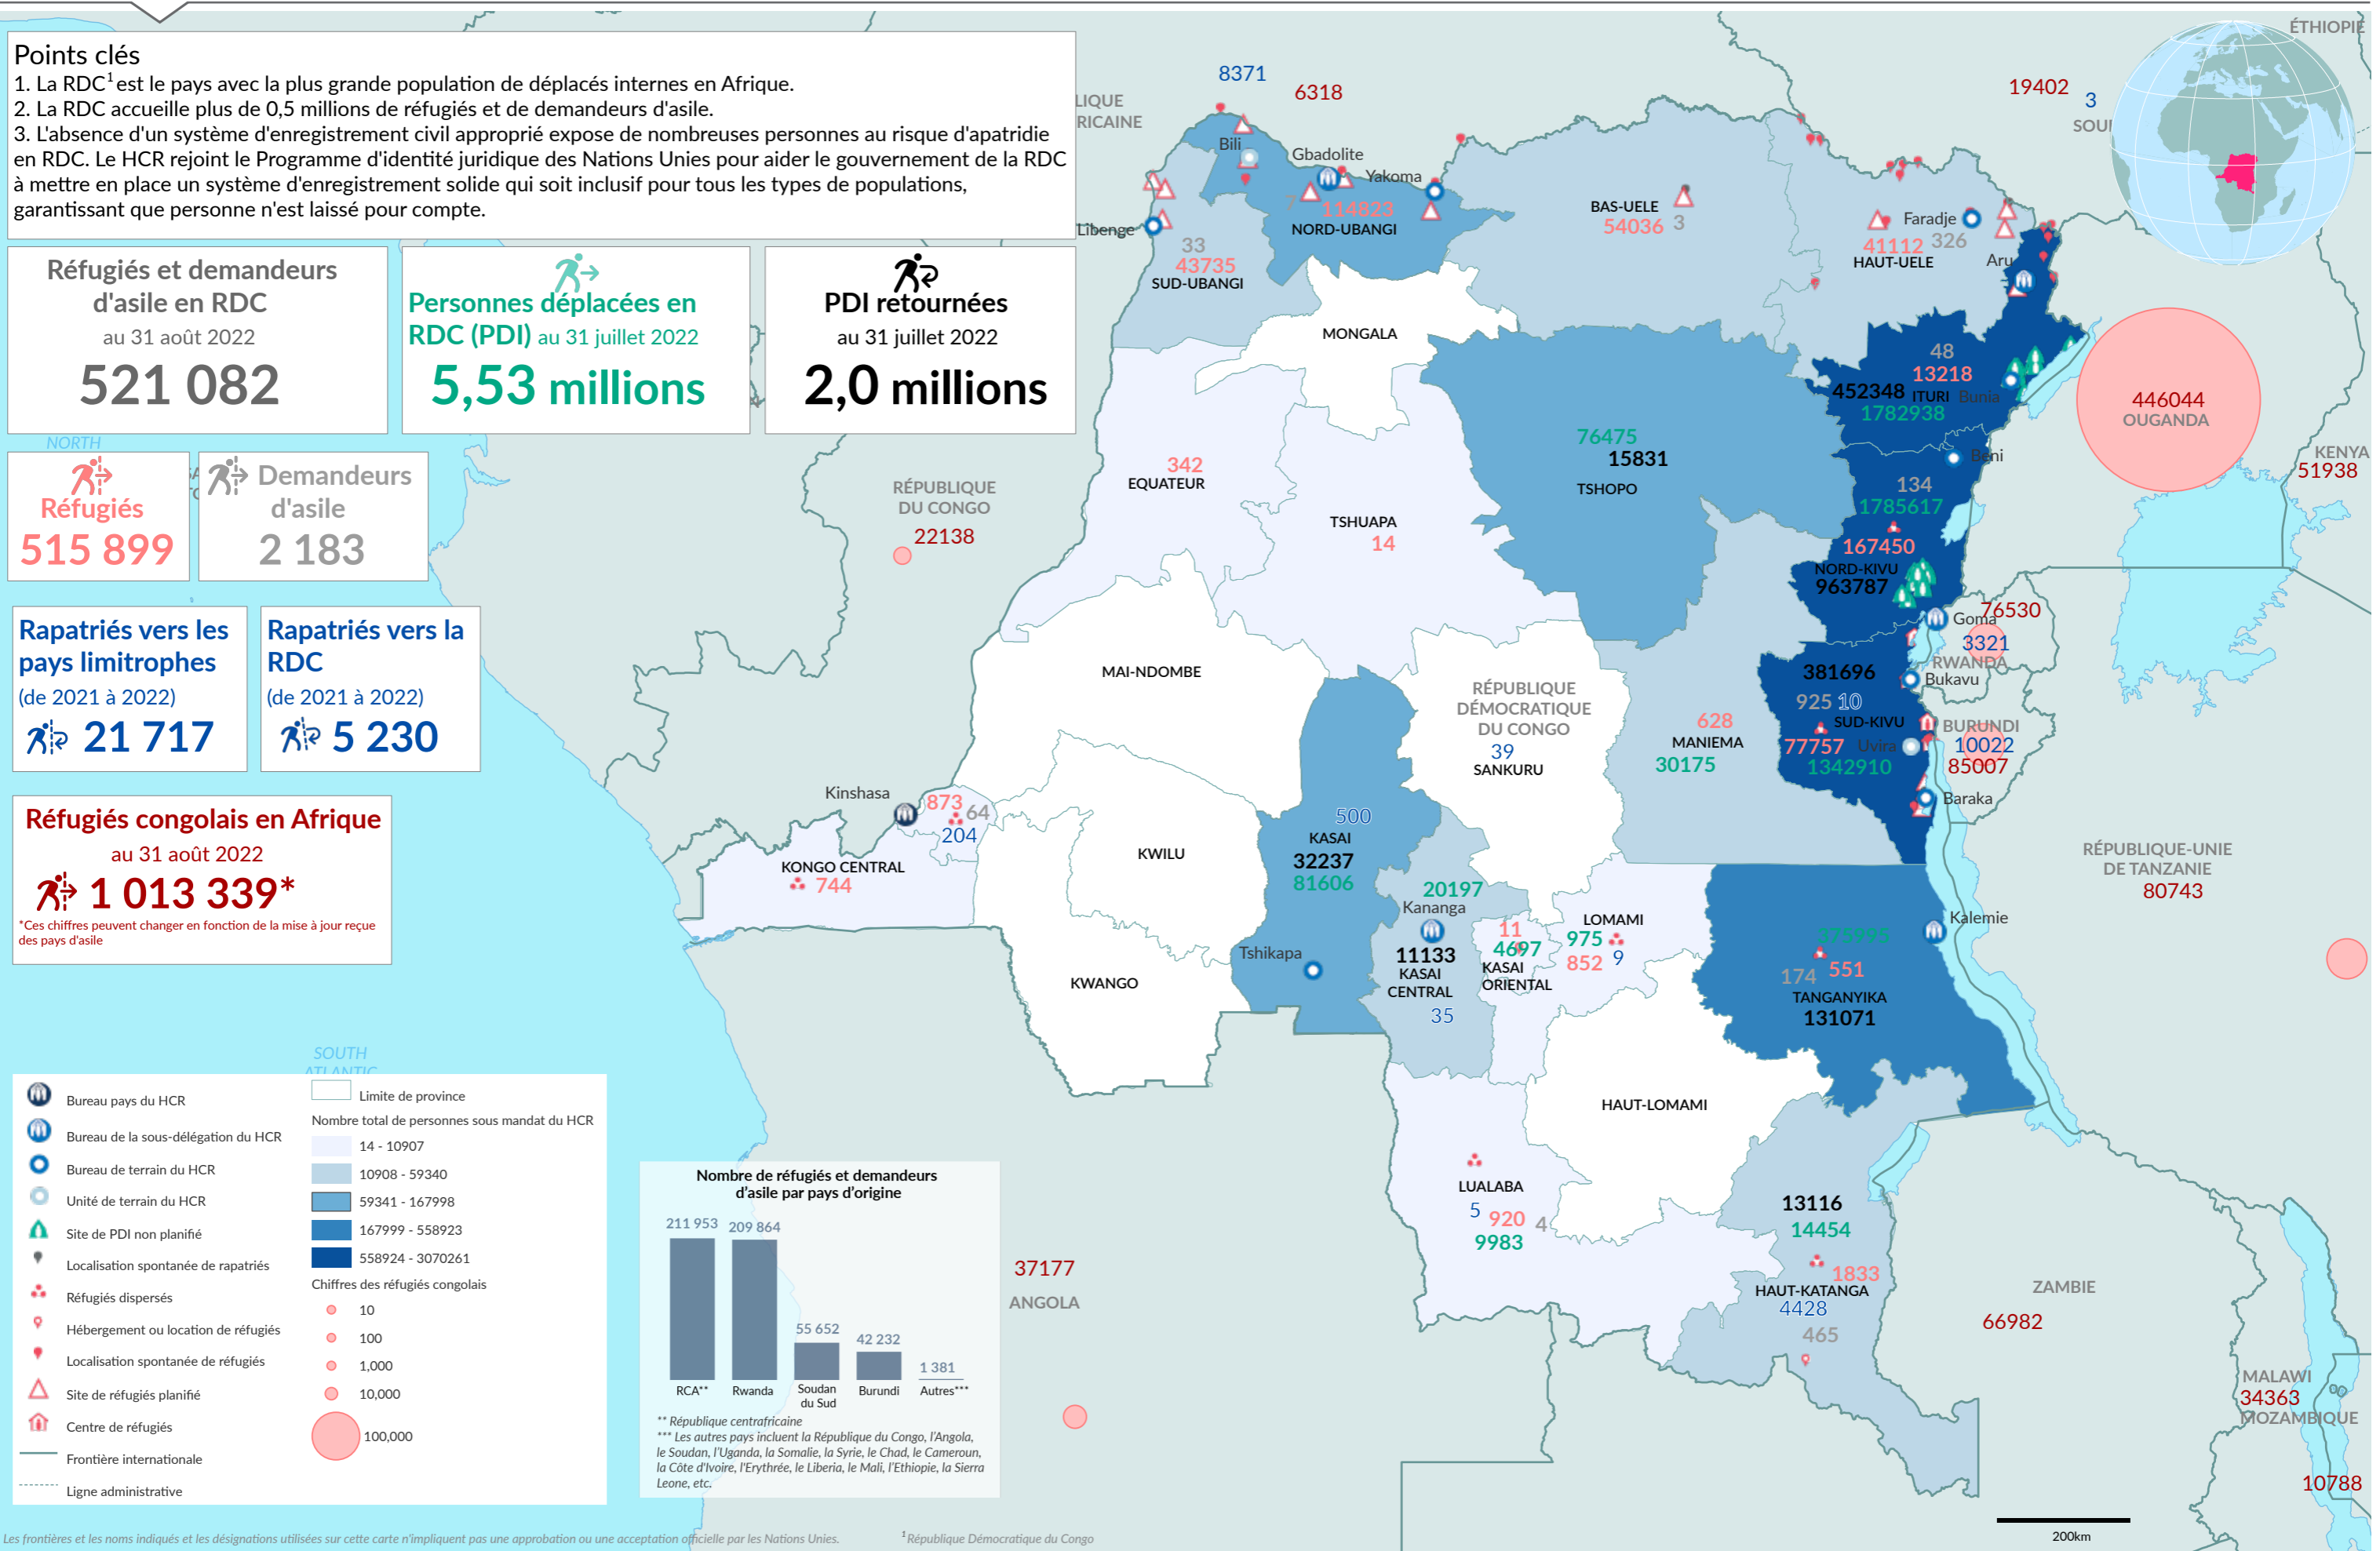 Points clés
1. La RDC¹ est le pays avec la plus grande population de déplacés internes en Afrique.
2. La RDC accueille plus de 0,5 millions de réfugiés et de demandeurs d'asile.
3. L'absence d'un système d'enregistrement civil approprié expose de nombreuses personnes au risque d'apatridie
en RDC. Le HCR rejoint le Programme d'identité juridique des Nations Unies pour aider le gouvernement de la RDC
à mettre en place un système d'enregistrement solide qui soit inclusif pour tous les types de populations,
garantissant que personne n'est laissé pour compte.
Réfugiés et demandeurs
d'asile en RDC
au 31 août 2022
521 082
Personnes déplacées en
RDC (PDI) au 31 juillet 2022
5,53 millions
PDI retournées
au 31 juillet 2022
2,0 millions
NORTH
Réfugiés
515 899
Demandeurs
d'asile
2 183
Rapatriés vers les
pays limitrophes
(de 2021 à 2022)
21 717
Rapatriés vers la
RDC
(de 2021 à 2022)
5 230
Réfugiés congolais en Afrique
au 31 août 2022
1 013 339*
*Ces chiffres peuvent changer en fonction de la mise à jour reçue
des pays d'asile
SOUTH
ATLANTIC
Bureau pays du HCR
Bureau de la sous-délégation du HCR
Bureau de terrain du HCR
Unité de terrain du HCR
Site de PDI non planifié
Localisation spontanée de rapatriés
Réfugiés dispersés
Hébergement ou location de réfugiés
Localisation spontanée de réfugiés
Site de réfugiés planifié
Centre de réfugiés
Frontière internationale
Ligne administrative
Limite de province
Nombre total de personnes sous mandat du HCR
14 - 10907
10908 - 59340
59341 - 167998
167999 - 558923
558924 - 3070261
Chiffres des réfugiés congolais
10
100
1,000
10,000
100,000
Nombre de réfugiés et demandeurs
d'asile par pays d'origine
211 953
209 864
55 652
42 232
1 381
RCA**
Rwanda
Soudan
du Sud
Burundi
Autres***
** République centrafricaine
*** Les autres pays incluent la République du Congo, l'Angola,
le Soudan, l'Uganda, la Somalie, la Syrie, le Chad, le Cameroun,
la Côte d'Ivoire, l'Erythrée, le Liberia, le Mali, l'Ethiopie, la Sierra
Leone, etc.
LIQUE
RICAINE
8371
6318
19402
3
SOU
ÉTHIOPIE
Bili
Gbadolite
Yakoma
7
114823
NORD-UBANGI
Libenge
33
43735
SUD-UBANGI
BAS-UELE
54036
3
Faradje
41112
326
HAUT-UELE
Aru
MONGALA
48
13218
452348
ITURI
Bunia
1782938
446044
OUGANDA
KENYA
51938
76475
15831
TSHOPO
342
EQUATEUR
RÉPUBLIQUE
DU CONGO
22138
TSHUAPA
14
Beni
134
1785617
167450
NORD-KIVU
963787
Goma
76530
3321
RWANDA
Bukavu
MAI-NDOMBE
RÉPUBLIQUE
DÉMOCRATIQUE
DU CONGO
39
SANKURU
628
MANIEMA
30175
381696
925
10
SUD-KIVU
77757
Uvira
1342910
BURUNDI
10022
85007
Baraka
Kinshasa
873
64
204
KONGO CENTRAL
744
KWILU
500
KASAI
32237
81606
RÉPUBLIQUE-UNIE
DE TANZANIE
80743
20197
Kananga
11133
KASAI
CENTRAL
35
11
4697
KASAI
ORIENTAL
LOMAMI
975
852
9
Kalemie
375995
174
551
TANGANYIKA
131071
Tshikapa
KWANGO
HAUT-LOMAMI
LUALABA
5
920
4
9983
13116
14454
1833
HAUT-KATANGA
4428
465
37177
ANGOLA
ZAMBIE
66982
MALAWI
34363
MOZAMBIQUE
10788
200km
Les frontières et les noms indiqués et les désignations utilisées sur cette carte n'impliquent pas une approbation ou une acceptation officielle par les Nations Unies.
¹ République Démocratique du Congo